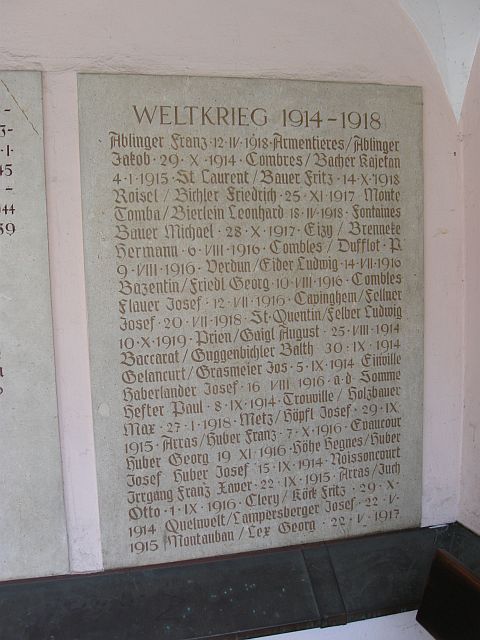 WELTKRIEG 1914-1918
Ablinger Franz·12·IV·1918·Armentieres/Ablinger
Jakob·29·X·1914·Combres/Bacher Kajetan
4·1·1915·St Laurent/Bauer Fritz·14·X·1918
Roisel/Bichler Friedrich·25·XI·1917 Monte
Tomba/Bierlein Leonhard 18·IV·1918·Fontaines
Bauer Michael·28·X·1917·Eizy/Brenneke
Hermann·6·VIII·1916·Combles/Dufflot·P
9·VIII·1916·Verdun/Eider Ludwig·14·VII·1916
Bazentin/Friedl Georg·10·VIII·1916·Combles
Flauer Josef·12·VII·1916·Capinghem/Fellner
Josef·20·VII·1918·St·Quentin/Felber Ludwig
10·X·1919·Prien/Gaigl August·25·VIII·1914
Baccarat/Guggenbichler Balth·30·IX·1914
Gelancurt/Grasmeier Jos·5·IX·1914 Einville
Haberlander Josef·16·VIII·1916·a·d·Somme
Hefter Paul·8·IX·1914·Trouwille/Holzbauer
Max·27·1·1918·Metz/Höpfl Josef·29·IX·
1915·Arras/Huber Franz·7·X·1916·Evaucour
Huber Georg 19 XI·1916·Höhe Hegnes/Huber
Josef Huber Josef·15·IX·1914·Noissoncourt
Irrgang Franz Xaver·22·IX·1915·Arras/Juch
Otto·1·IX·1916·Clery/Körk Fritz·29·X·
1914 Quelwelt/Lampersberger Josef·22·V·
1915 Montauban/Lex Georg·22·V·1917